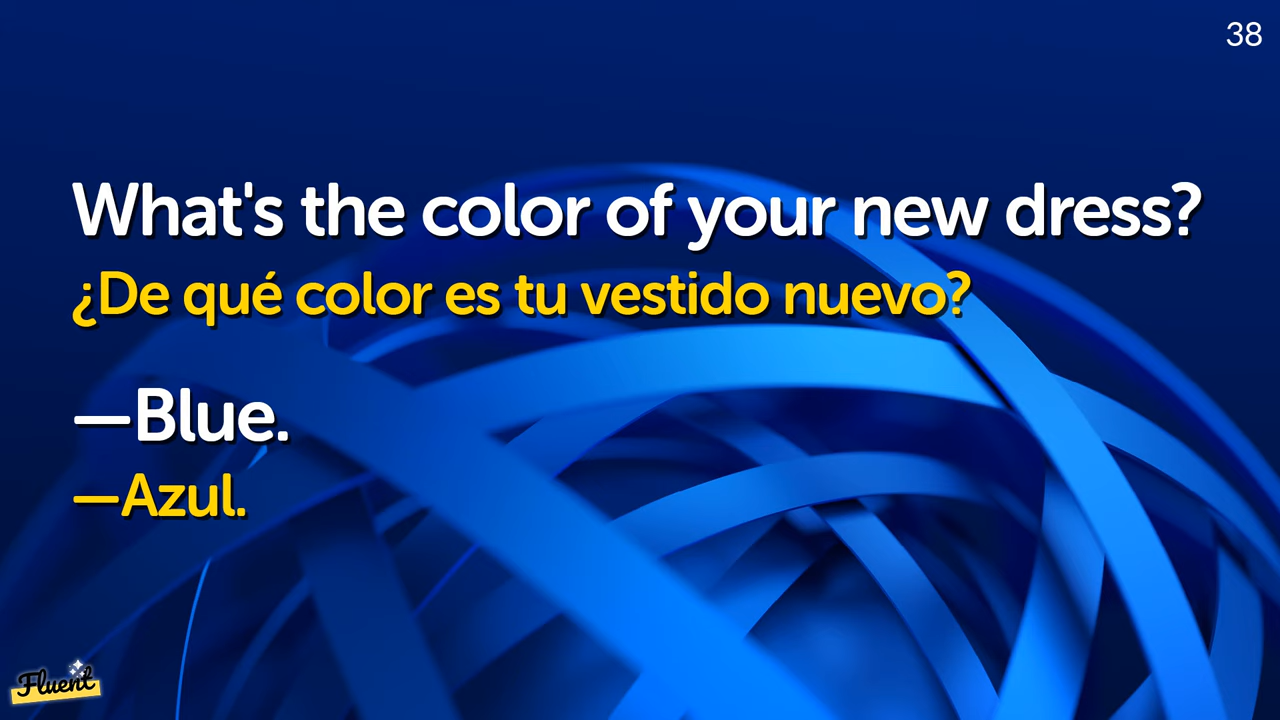 38
What's the color of your new dress?
¿De qué color es tu vestido nuevo?
—Blue.
—Azul.
Fluent